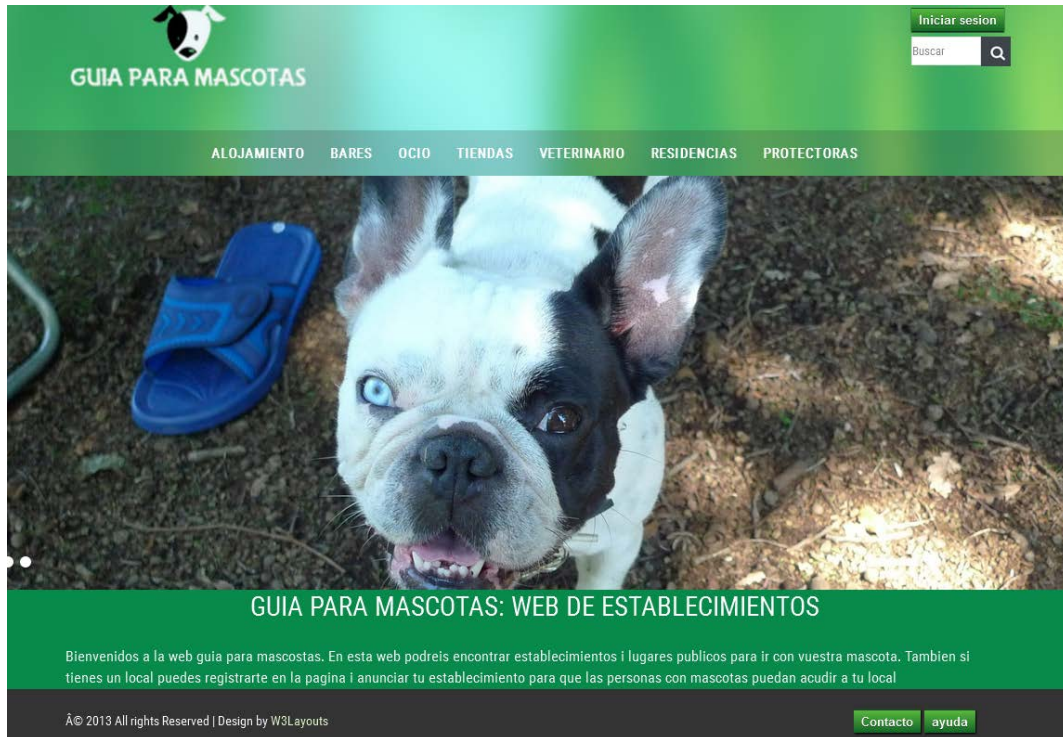 Iniciar sesion
Buscar
GUIA PARA MASCOTAS
ALOJAMIENTO BARES OCIO TIENDAS VETERINARIO RESIDENCIAS PROTECTORAS
GUIA PARA MASCOTAS: WEB DE ESTABLECIMIENTOS
Bienvenidos a la web guia para mascostas. En esta web podreis encontrar establecimientos i lugares publicos para ir con vuestra mascota. Tambien si
tienes un local puedes registrarte en la pagina i anunciar tu establecimiento para que las personas con mascotas puedan acudir a tu local
Â© 2013 All rights Reserved | Design by W3Layouts
Contacto ayuda